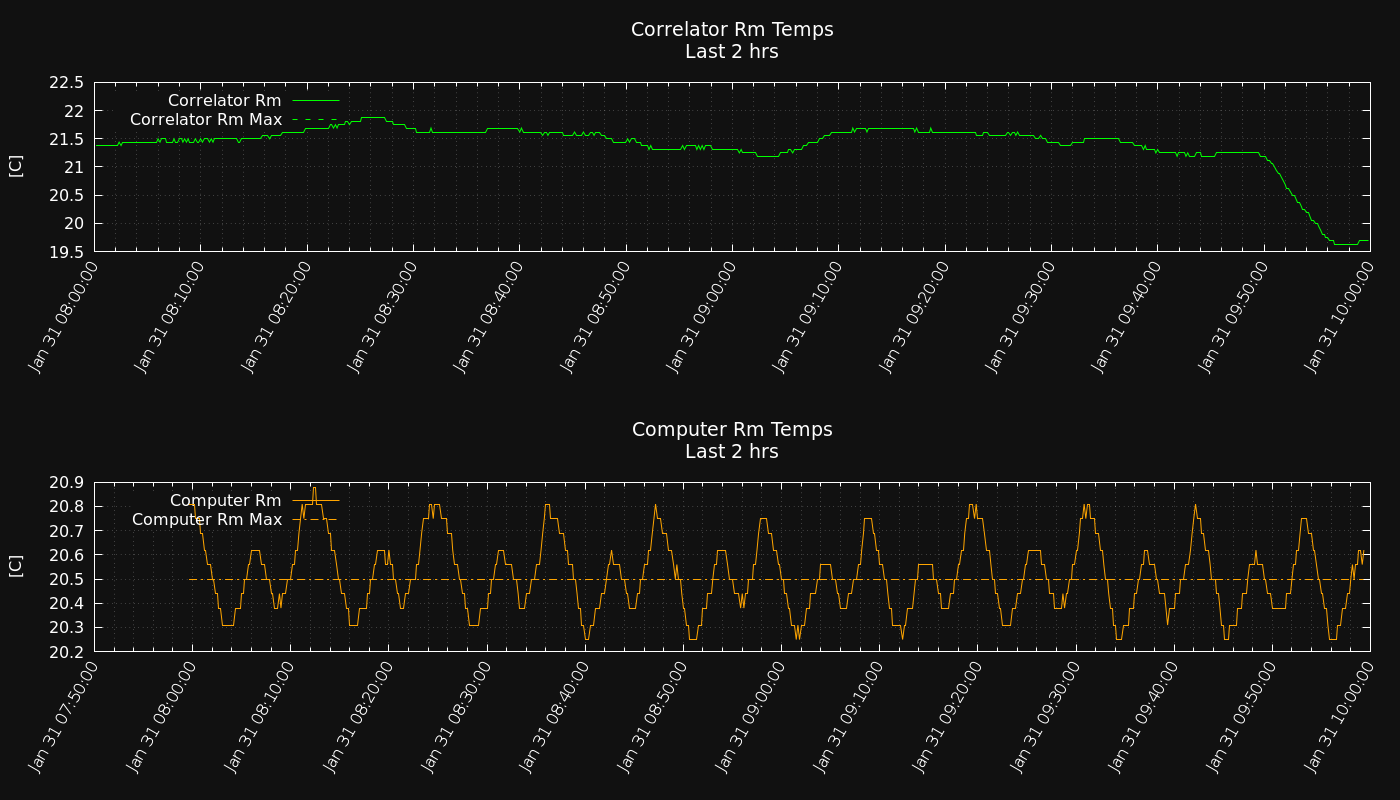 Correlator Rm Temps
Last 2 hrs
22.5
22
21.5
21
20.5
20
19.5
[C]
Correlator Rm
Correlator Rm Max
Jan 31 08:00:00
Jan 31 08:10:00
Jan 31 08:20:00
Jan 31 08:30:00
Jan 31 08:40:00
Jan 31 08:50:00
Jan 31 09:00:00
Jan 31 09:10:00
Jan 31 09:20:00
Jan 31 09:30:00
Jan 31 09:40:00
Jan 31 09:50:00
Jan 31 10:00:00
Computer Rm Temps
Last 2 hrs
20.9
20.8
20.7
20.6
20.5
20.4
20.3
20.2
[C]
Computer Rm
Computer Rm Max
Jan 31 07:50:00
Jan 31 08:00:00
Jan 31 08:10:00
Jan 31 08:20:00
Jan 31 08:30:00
Jan 31 08:40:00
Jan 31 08:50:00
Jan 31 09:00:00
Jan 31 09:10:00
Jan 31 09:20:00
Jan 31 09:30:00
Jan 31 09:40:00
Jan 31 09:50:00
Jan 31 10:00:00